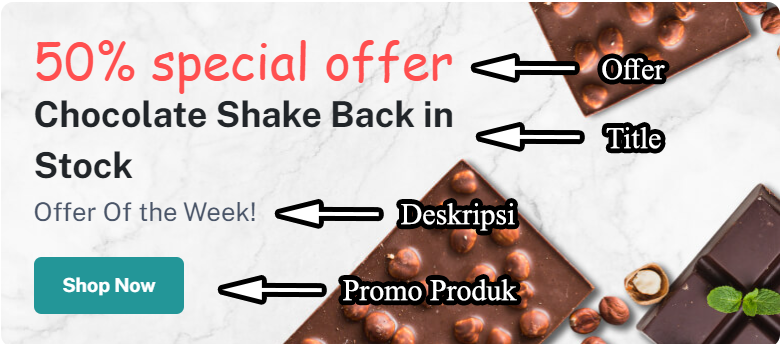 50% special offer
Offer
Chocolate Shake Back in
Title
Stock
Offer Of the Week!
Deskripsi
Shop Now
Promo Produk